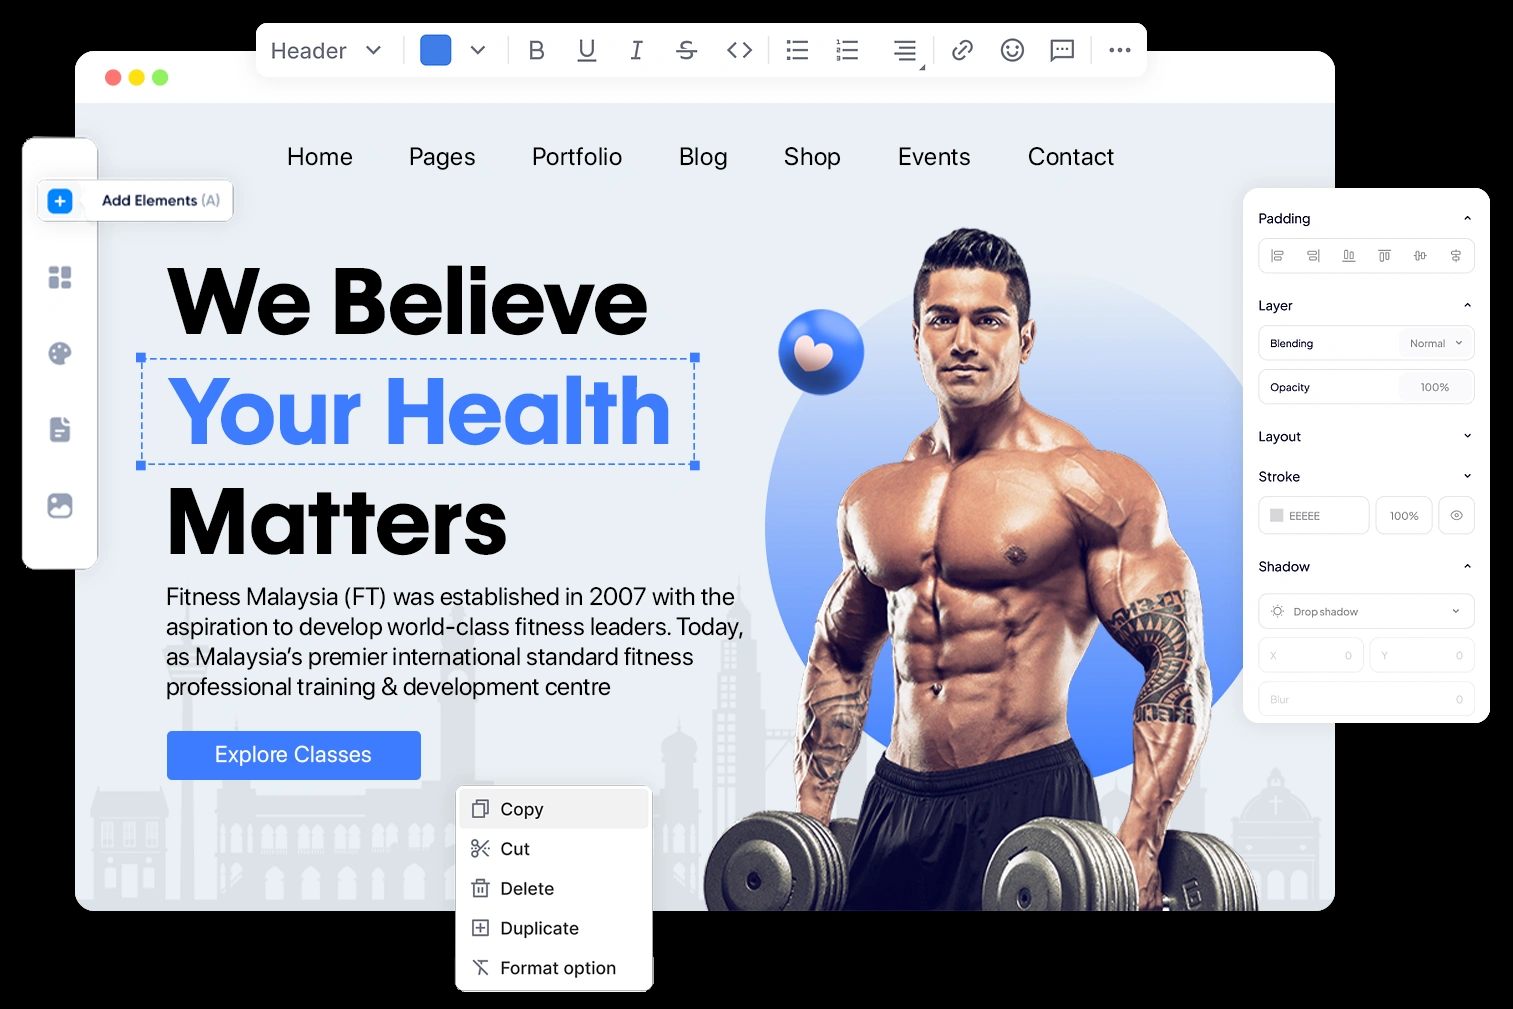 Header
B U I S
Home Pages Portfolio Blog Shop Events Contact
Add Elements (A)
We Believe
Your Health
Matters
Fitness Malaysia (FT) was established in 2007 with the
aspiration to develop world-class fitness leaders. Today,
as Malaysia’s premier international standard fitness
professional training & development centre
Explore Classes
Copy
Cut
Delete
Duplicate
Format option
Padding
Layer
Blending Normal
Opacity 100%
Layout
Stroke
EEEEE 100%
Shadow
Drop shadow
X 0 Y 0
Blur 0